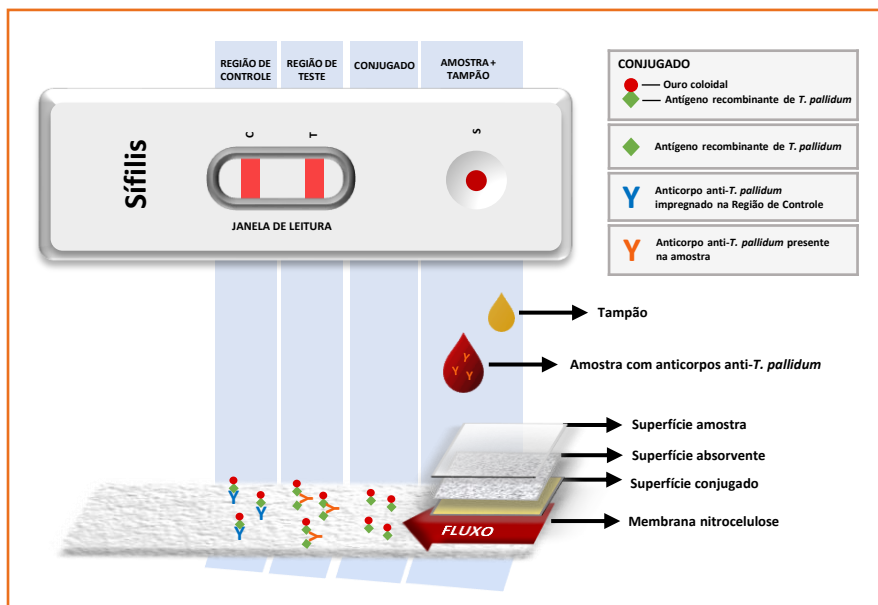 REGIÃO DE
CONTROLE
REGIÃO DE
TESTE
CONJUGADO
AMOSTRA +
TAMPÃO
Sífilis
C
T
S
JANELA DE LEITURA
CONJUGADO
Ouro coloidal
Antígeno recombinante de T. pallidum
Antígeno recombinante de T. pallidum
Anticorpo anti-T. pallidum
impregnado na Região de Controle
Anticorpo anti-T. pallidum presente
na amostra
Tampão
Amostra com anticorpos anti-T. pallidum
Superfície amostra
Superfície absorvente
Superfície conjugado
Membrana nitrocelulose
FLUXO